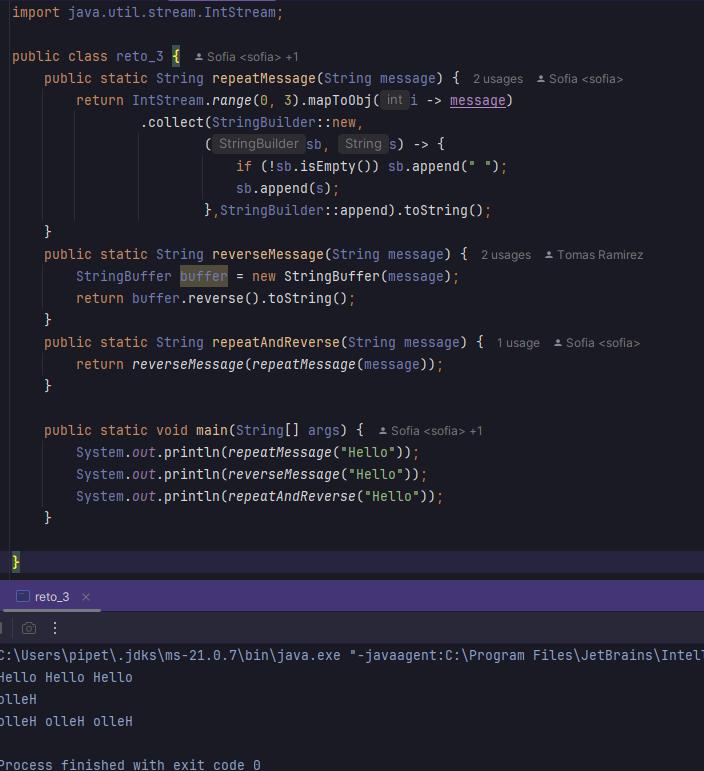 import java.util.stream.IntStream;
public class reto_3 { Sofia <sofia> +1
public static String repeatMessage(String message) { 2 usages Sofia <sofia>
return IntStream.range(0, 3).mapToObj( int i -> message)
.collect(StringBuilder::new,
( StringBuilder sb, String s) -> {
if (!sb.isEmpty()) sb.append(" ");
sb.append(s);
},StringBuilder::append).toString();
}
public static String reverseMessage(String message) { 2 usages Tomas Ramirez
StringBuffer buffer = new StringBuffer(message);
return buffer.reverse().toString();
}
public static String repeatAndReverse(String message) { 1 usage Sofia <sofia>
return reverseMessage(repeatMessage(message));
}
public static void main(String[] args) { Sofia <sofia> +1
System.out.println(repeatMessage("Hello"));
System.out.println(reverseMessage("Hello"));
System.out.println(repeatAndReverse("Hello"));
}
}
reto_3
C:\Users\pipet\.jdks\ms-21.0.7\bin\java.exe "-javaagent:C:\Program Files\JetBrains\Intel
Hello Hello Hello
olleH
olleH olleH olleH
Process finished with exit code 0